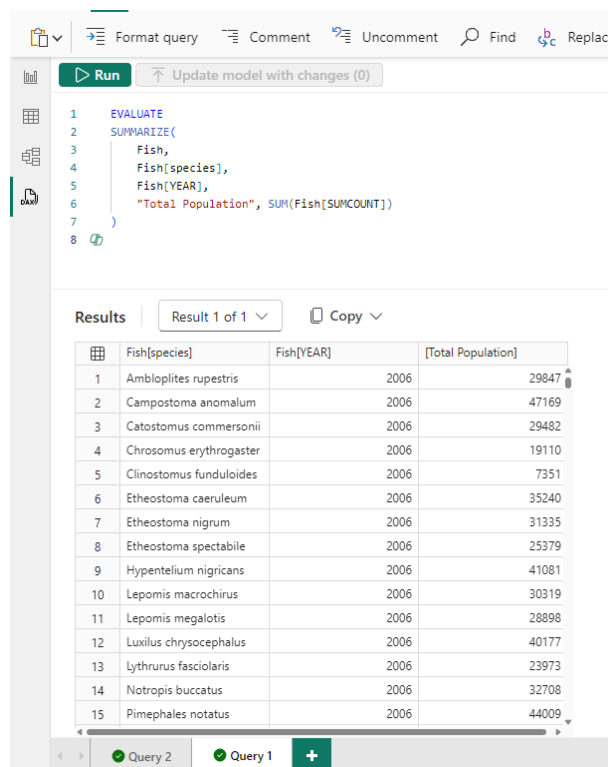 Format query Comment Uncomment Find Replac
Run Update model with changes (0)
1 EVALUATE
2 SUMMARIZE(
3 Fish,
4 Fish[species],
5 Fish[YEAR],
6 "Total Population", SUM(Fish[SUMCOUNT])
7 )
8
DAX
Results Result 1 of 1 Copy
Fish[species] Fish[YEAR] [Total Population]
1 Ambloplites rupestris 2006 29847
2 Campostoma anomalum 2006 47169
3 Catostomus commersonii 2006 29482
4 Chrosomus erythrogaster 2006 19110
5 Clinostomus funduloides 2006 7351
6 Etheostoma caeruleum 2006 35240
7 Etheostoma nigrum 2006 31335
8 Etheostoma spectabile 2006 25379
9 Hypentelium nigricans 2006 41081
10 Lepomis macrochirus 2006 30319
11 Lepomis megalotis 2006 28898
12 Luxilus chrysocephalus 2006 40177
13 Lythrurus fasciolaris 2006 23973
14 Notropis buccatus 2006 32708
15 Pimephales notatus 2006 44009
Query 2 Query 1 +